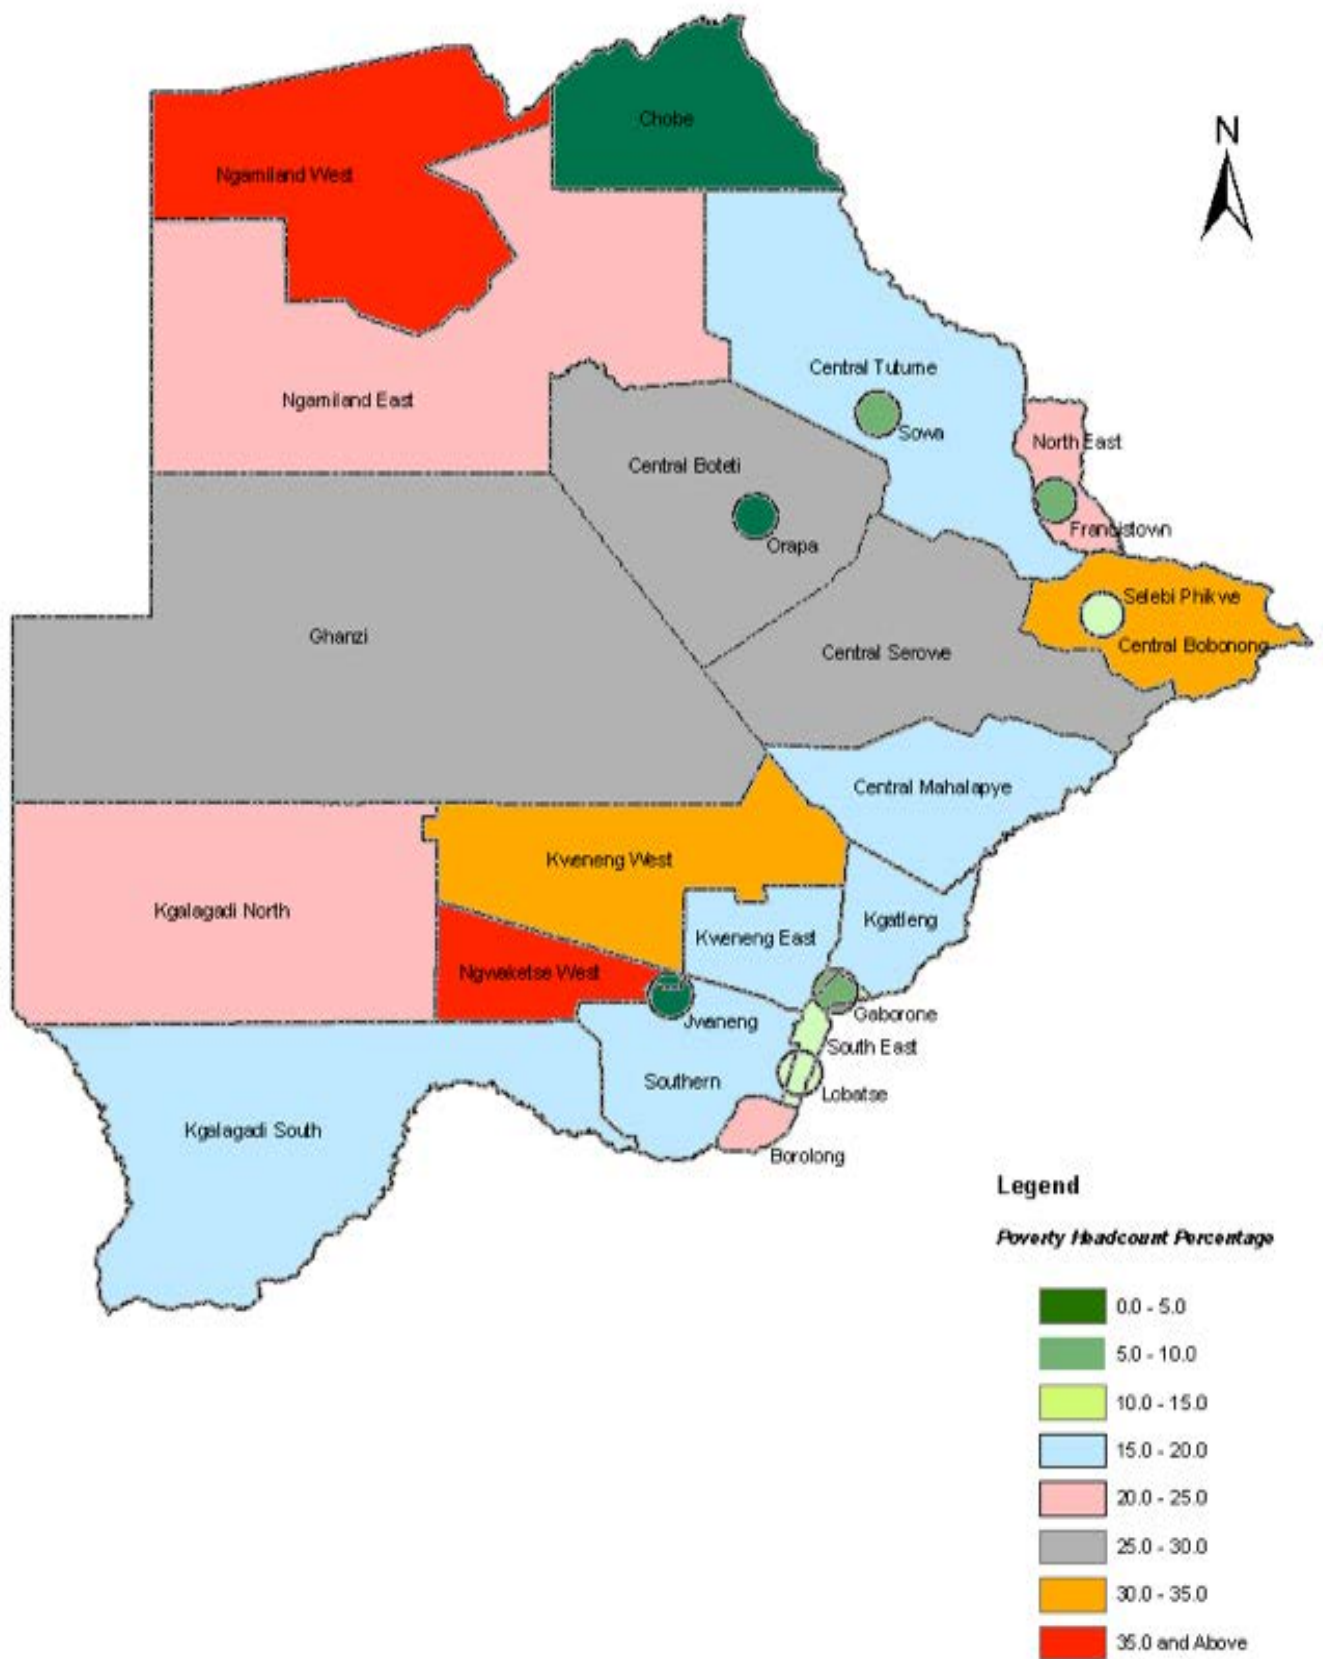 N
Chobe
Ngamiland West
Central Tutume
Ngamiland East
Sowa
North East
Central Boteti
Francistown
Orapa
Selebi Phikwe
Ghanzi
Central Bobonong
Central Serowe
Central Mahalapye
Kweneng West
Kgalagadi North
Kgatleng
Kweneng East
Ngwaketse West
Gaborone
Jwaneng
South East
Southern
Lobatse
Kgalagadi South
Borolong
Legend
Poverty Headcount Percentage
0.0 - 5.0
5.0 - 10.0
10.0 - 15.0
15.0 - 20.0
20.0 - 25.0
25.0 - 30.0
30.0 - 35.0
35.0 and Above